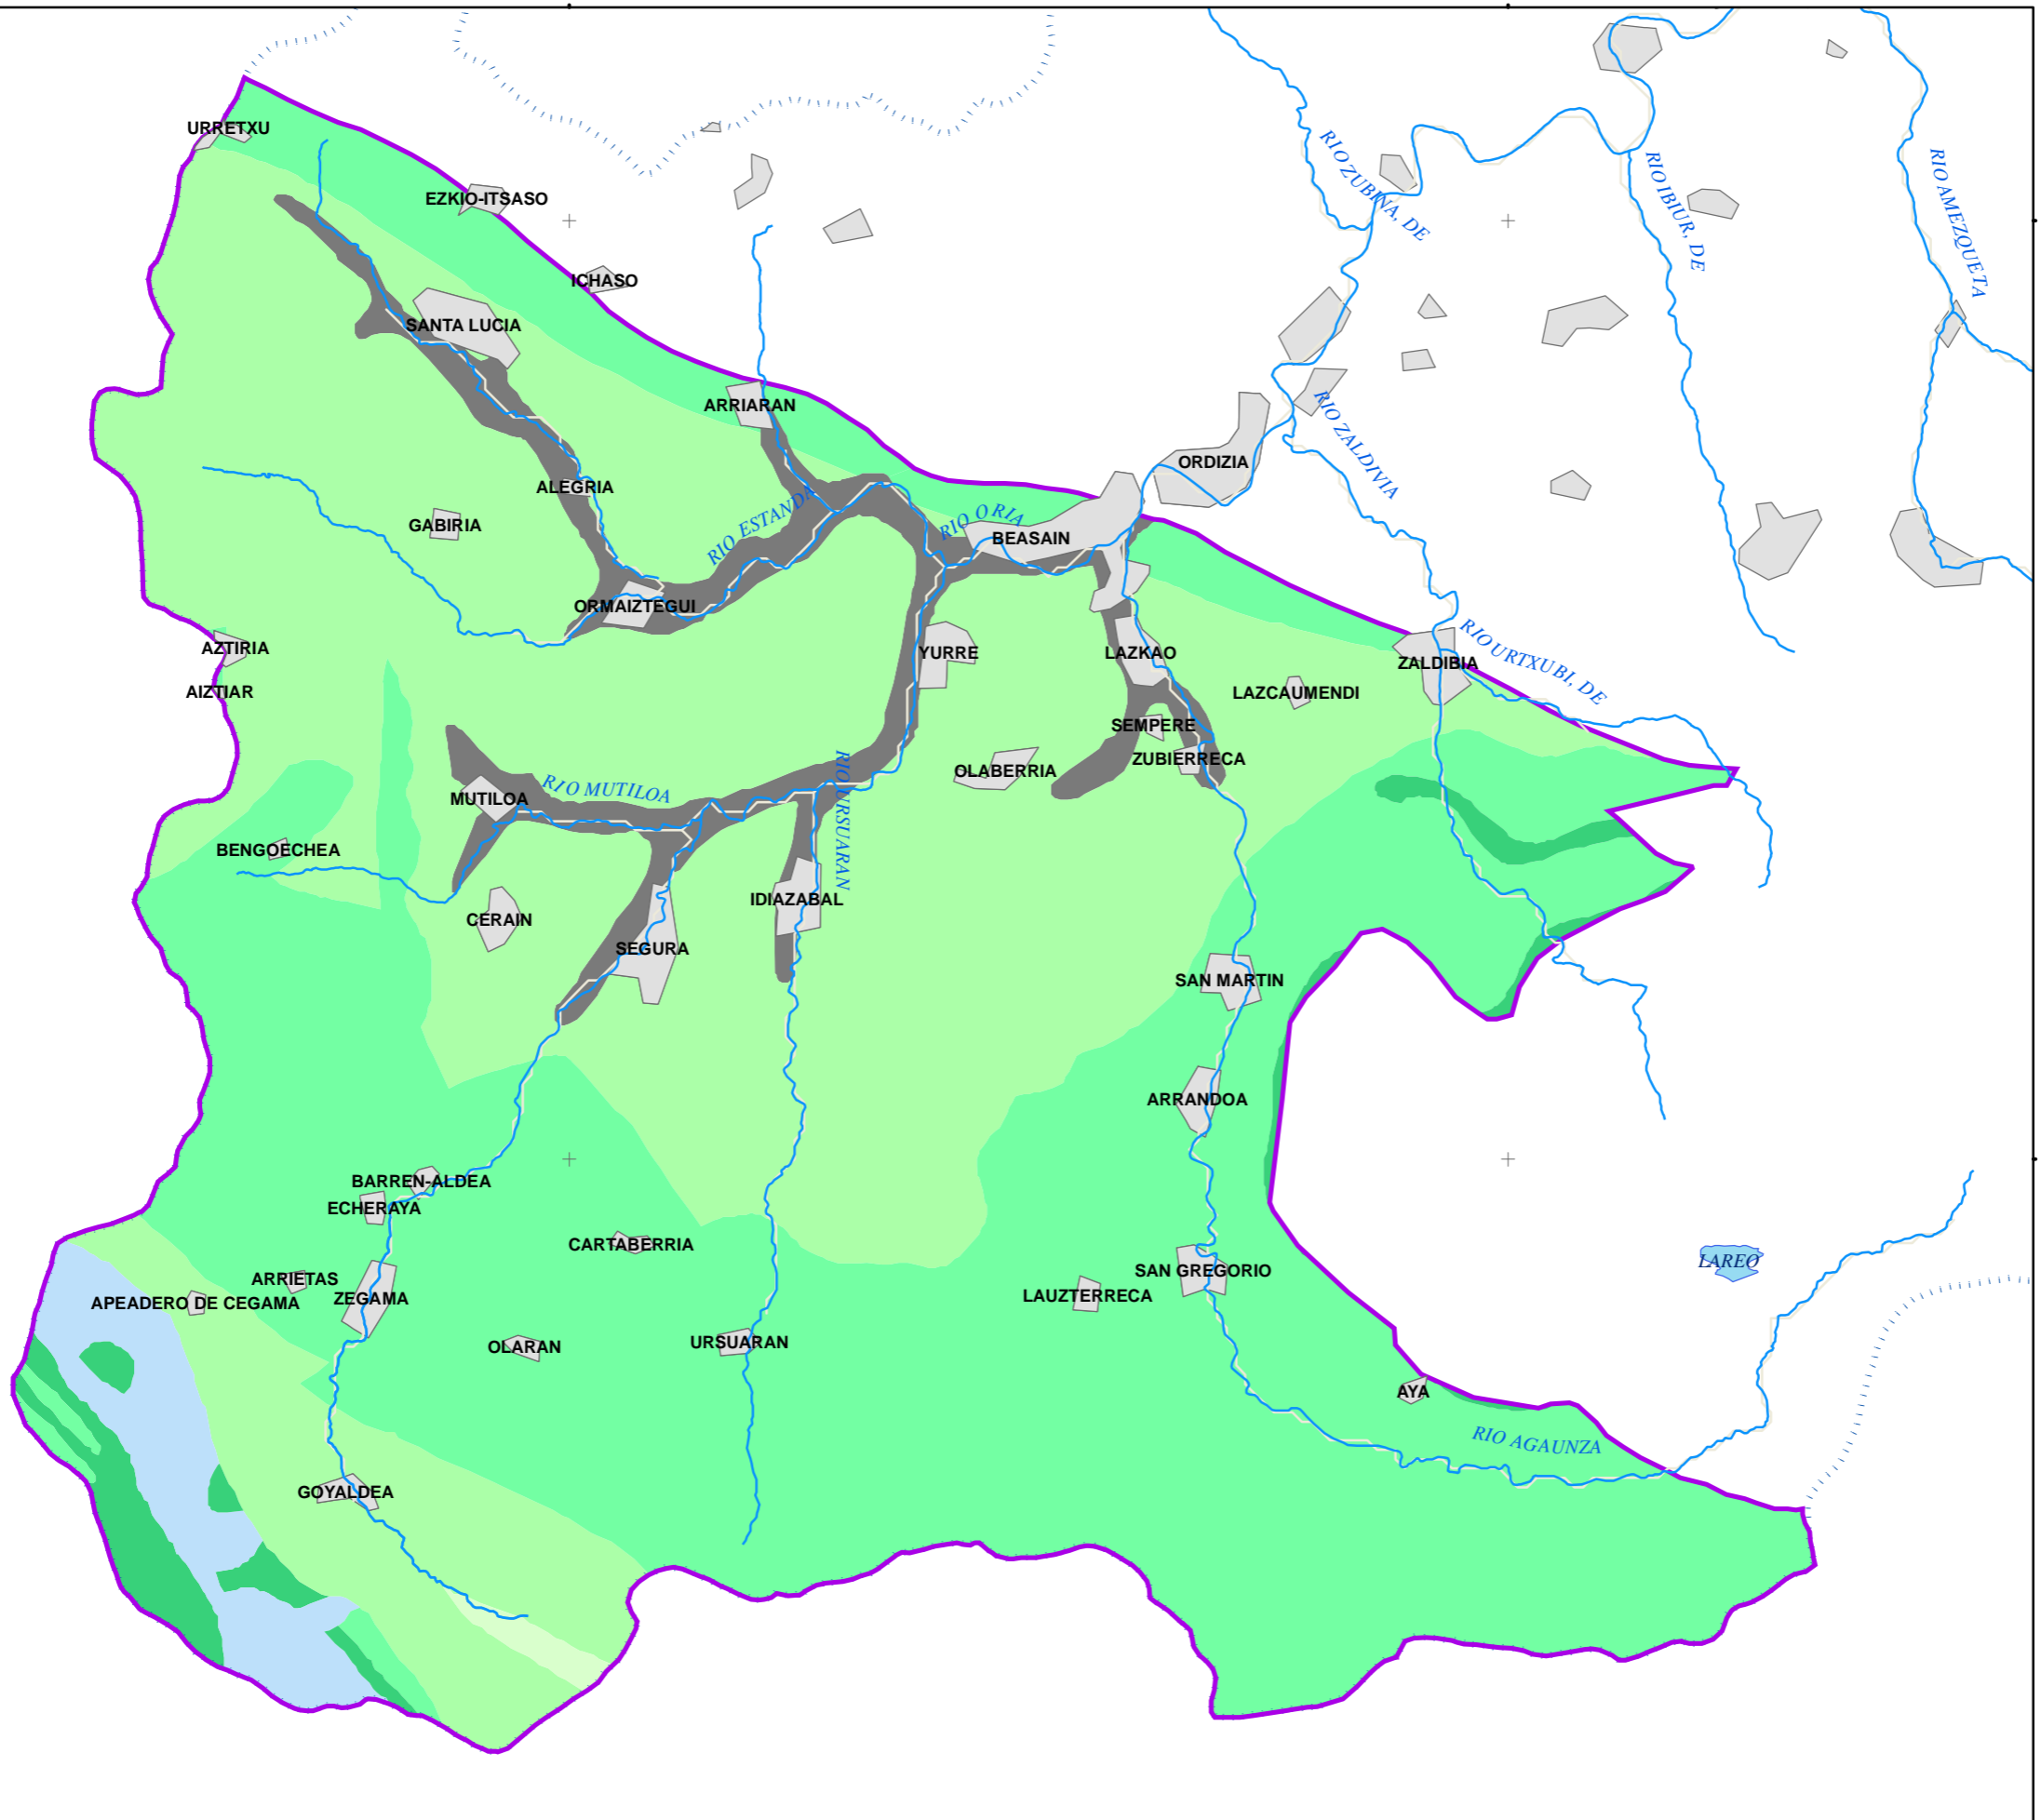 URRETXU
RIO ZUBINA, DE
RIO IBIUR, DE
RIO AMEZQUETA
EZKIO-ITSASO
ICHASO
SANTA LUCIA
ARRIARAN
RIO ZALDIVIA
ORDIZIA
ALEGRIA
GABIRIA
RIO ESTANDA
RIO ORIA
BEASAIN
ORMAIZTEGUI
AZTIRIA
YURRE
LAZKAO
ZALDIBIA
RIO URTXUBI, DE
AIZTIAR
LAZCAUMENDI
SEMPERE
ZUBIERRECA
OLABERRIA
RIO MUTILOA
MUTILOA
RIO URSUARAN
BENGOECHEA
IDIAZABAL
CERAIN
SEGURA
SAN MARTIN
ARRANDOA
BARREN-ALDEA
ECHERAYA
CARTABERRIA
LAREO
SAN GREGORIO
ARRIETAS
LAUZTERRECA
ZEGAMA
APEADERO DE CEGAMA
URSUARAN
OLARAN
AYA
RIO AGAUNZA
GOYALDEA